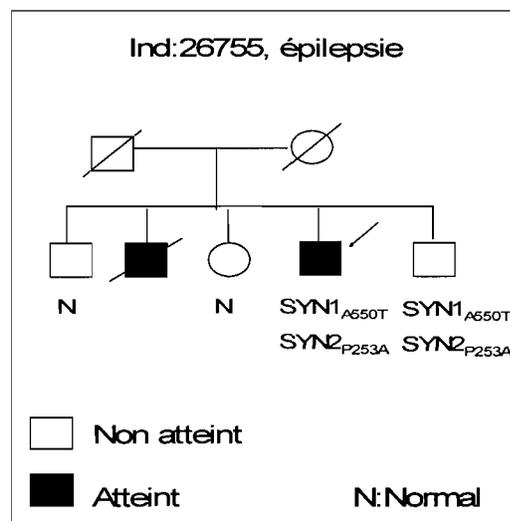 Ind:26755, épilepsie
N N SYN1A550T SYN1A550T
SYN2P253A SYN2P253A
Non atteint
Atteint N:Normal